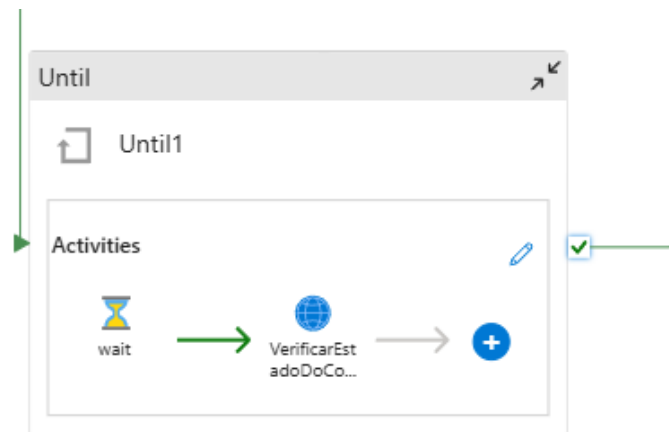 Until
Until1
Activities
wait
VerificarEst
adoDoCo...